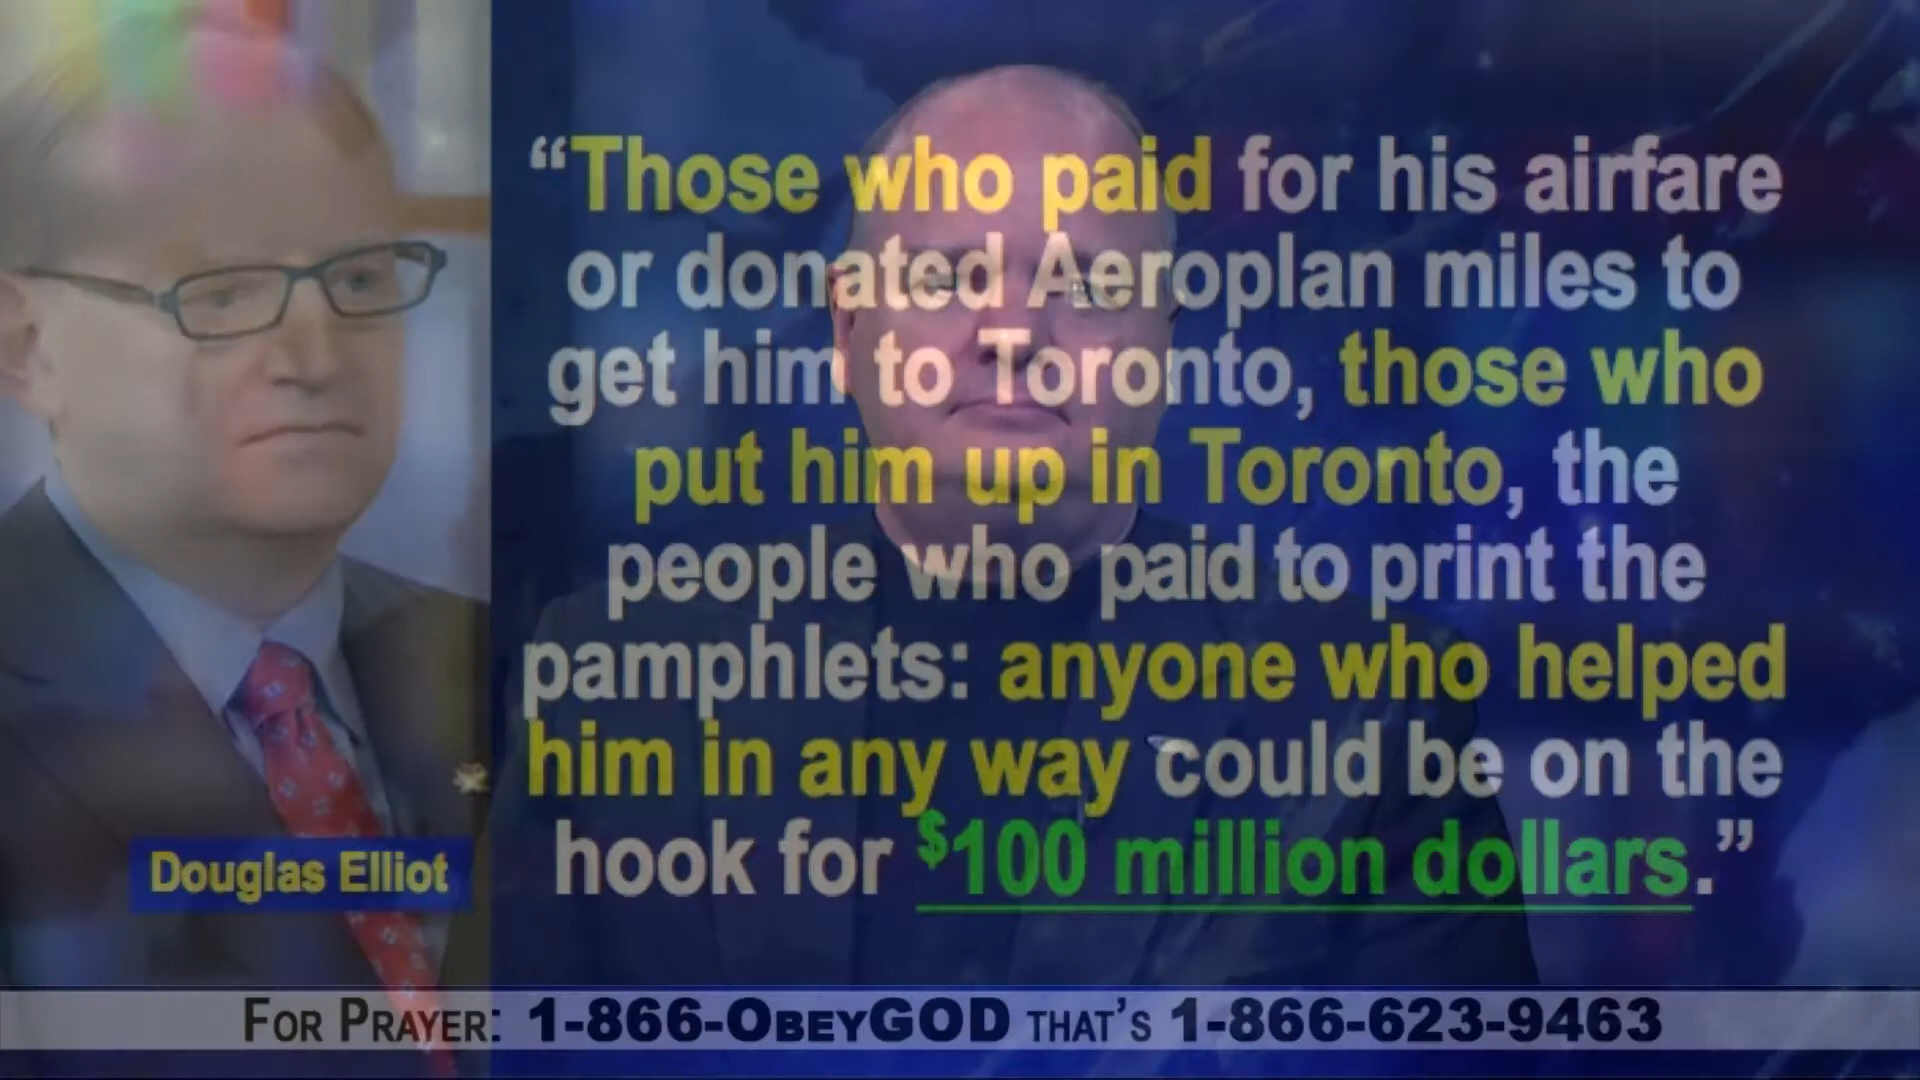 “Those who paid for his airfare
or donated Aeroplan miles to
get him to Toronto, those who
put him up in Toronto, the
people who paid to print the
pamphlets: anyone who helped
him in any way could be on the
hook for $100 million dollars.”
Douglas Elliot
FOR PRAYER: 1-866-OBEYGOD THAT’S 1-866-623-9463